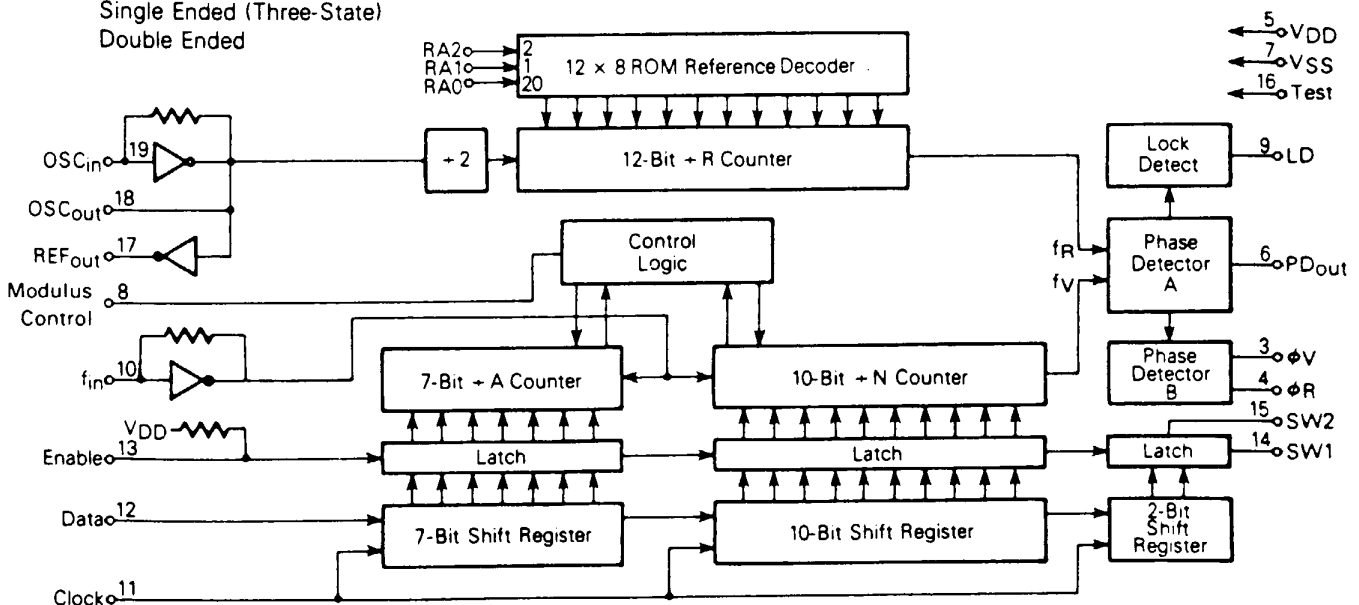 Single Ended (Three-State)
Double Ended
RA2 2
RA1 1
RA0 20
12 × 8 ROM Reference Decoder
5 VDD
7 VSS
16 Test
OSCin 19
÷ 2
12-Bit ÷ R Counter
Lock
Detect
9 LD
OSCout 18
REFout 17
Control
Logic
fR
fV
Phase
Detector
A
6 PDout
Modulus
Control
8
fin 10
7-Bit ÷ A Counter
10-Bit ÷ N Counter
Phase
Detector
B
3 ϕV
4 ϕR
VDD
Enable 13
Latch
Latch
Latch
15 SW2
14 SW1
Data 12
7-Bit Shift Register
10-Bit Shift Register
2-Bit
Shift
Register
Clock 11